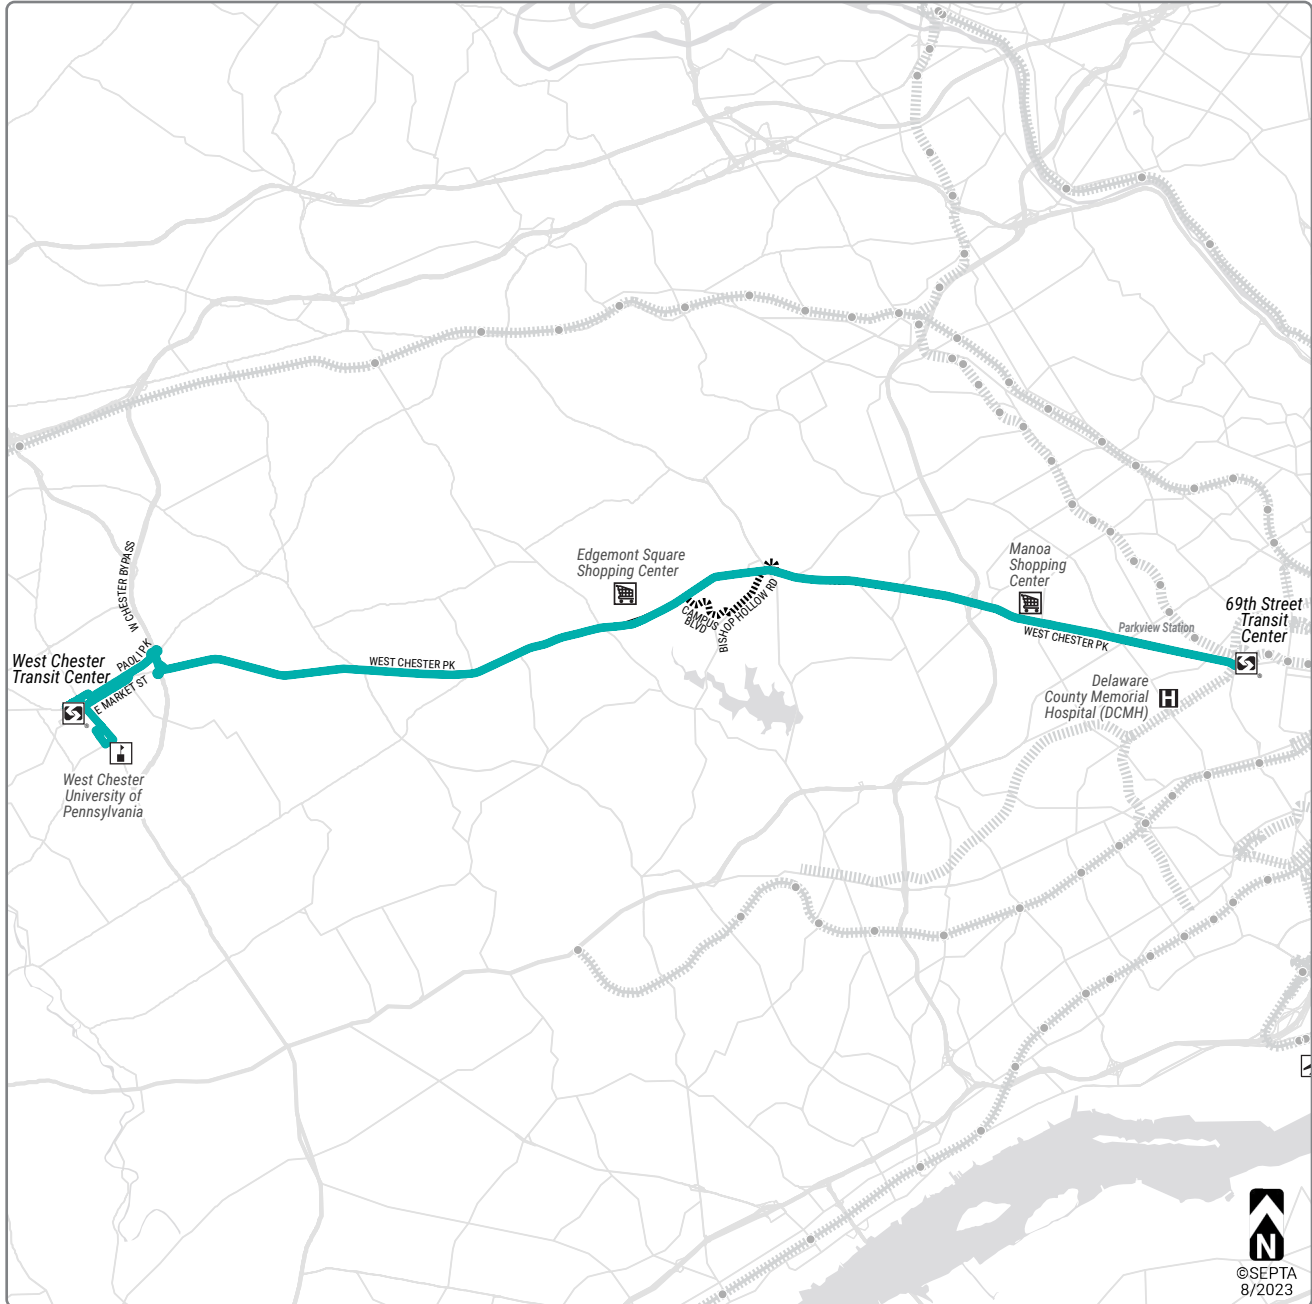 Edgemont Square
Shopping Center
Manoa
Shopping
Center
W CHESTER BYPASS
CAMPUS
BLVD
BISHOP HOLLOW RD
69th Street
Transit
Center
Parkview Station
WEST CHESTER PK
PAOLI PK
West Chester
Transit Center
WEST CHESTER PK
E MARKET ST
Delaware
County Memorial
Hospital (DCMH)
H
West Chester
University of
Pennsylvania
N
©SEPTA
8/2023